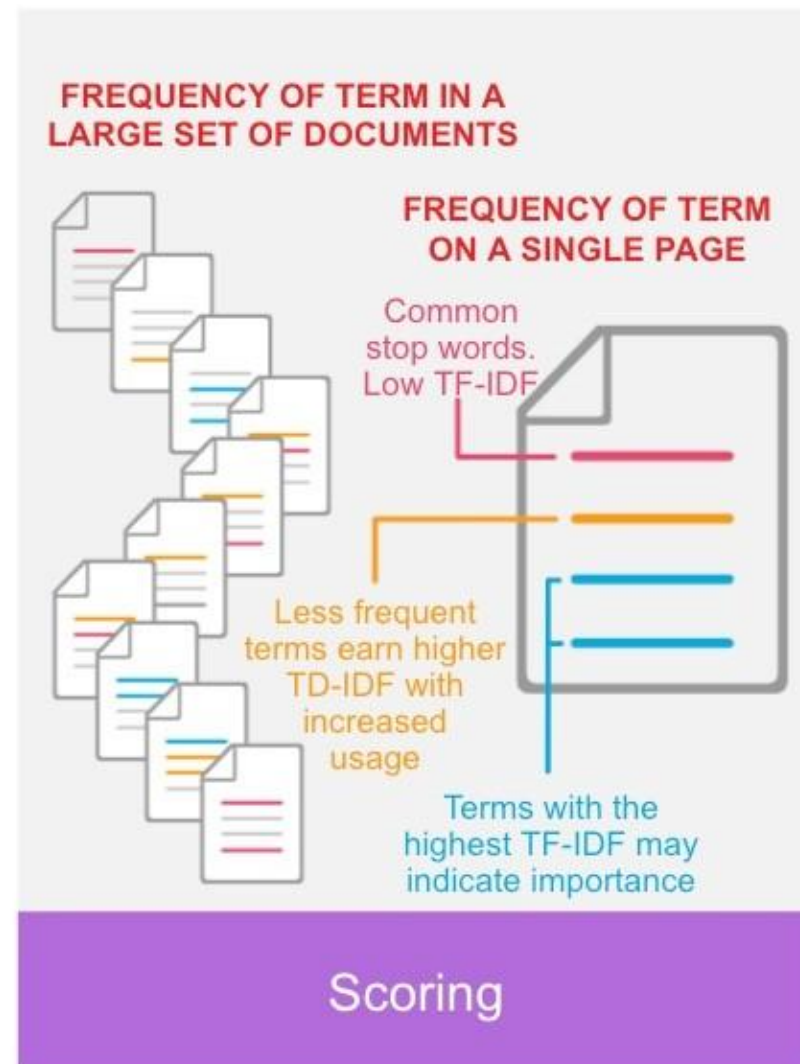 FREQUENCY OF TERM IN A
LARGE SET OF DOCUMENTS
FREQUENCY OF TERM
ON A SINGLE PAGE
Common
stop words.
Low TF-IDF
Less frequent
terms earn higher
TD-IDF with
increased
usage
Terms with the
highest TF-IDF may
indicate importance
Scoring